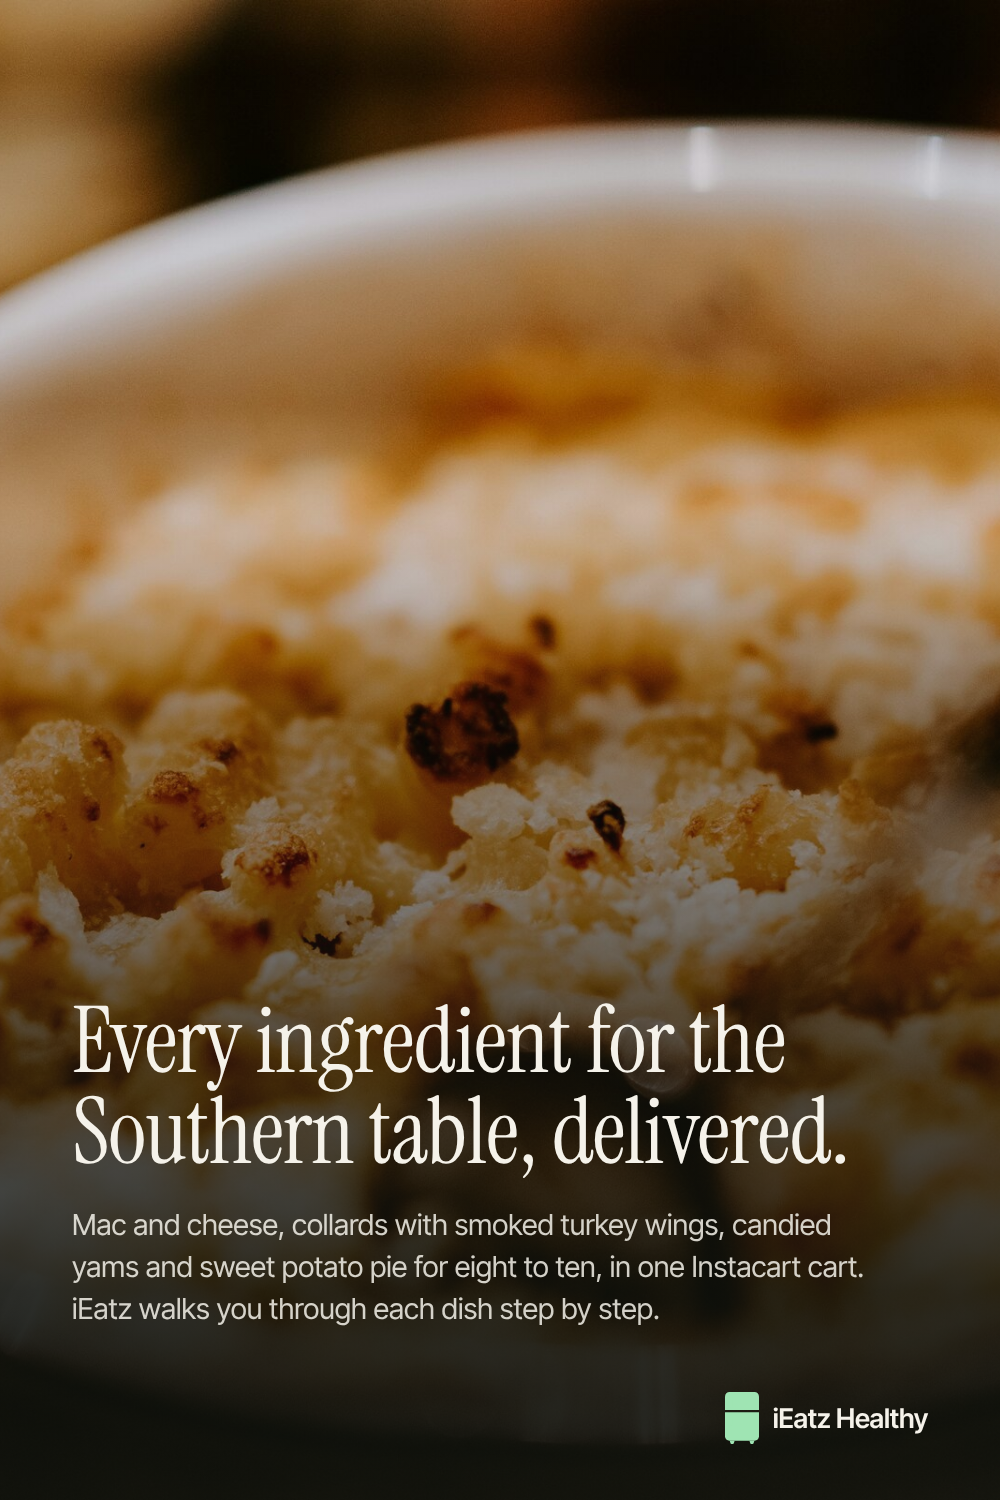 Every ingredient for the
Southern table, delivered.
Mac and cheese, collards with smoked turkey wings, candied
yams and sweet potato pie for eight to ten, in one Instacart cart.
iEatz walks you through each dish step by step.
iEatz Healthy